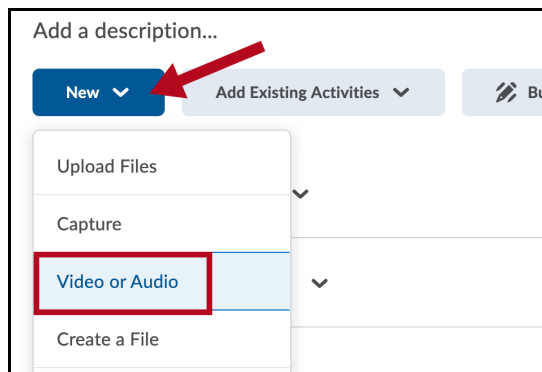 Add a description...
New Add Existing Activities
Upload Files
Capture
Video or Audio
Create a File